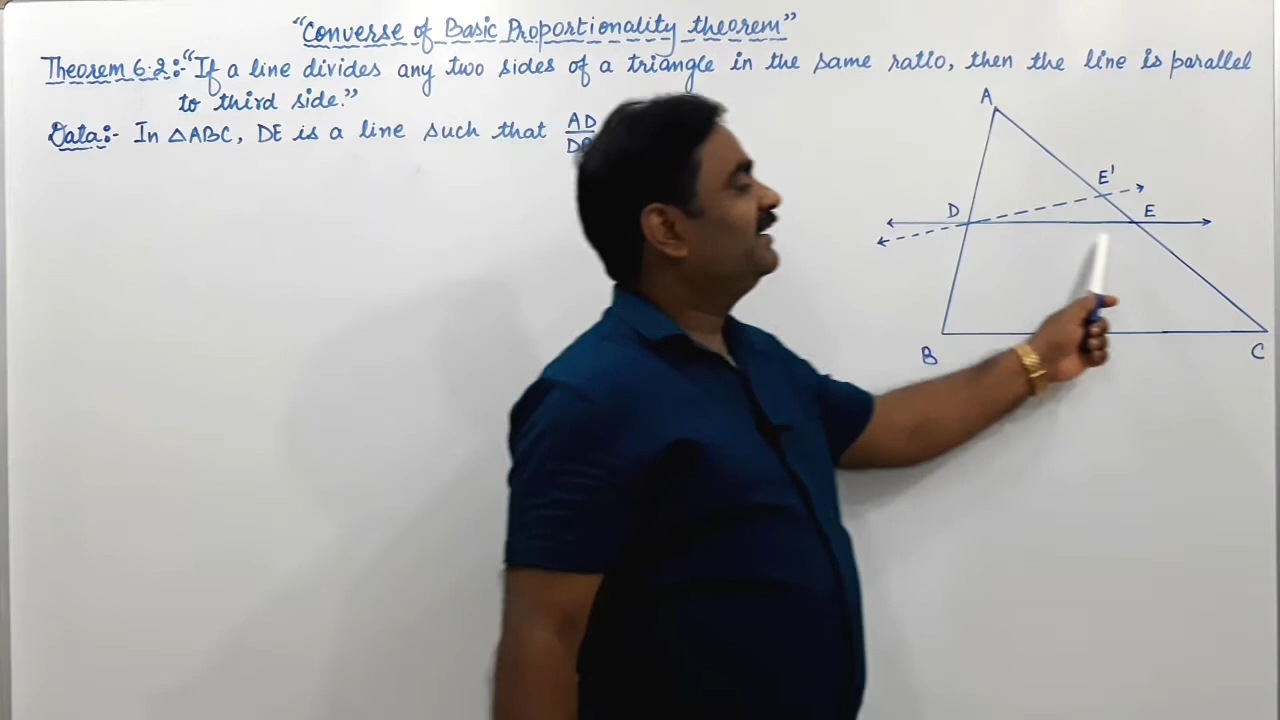 "Converse of Basic Proportionality theorem"
Theorem 6.2:- "If a line divides any two sides of a triangle in the same ratio, then the line is parallel
to third side."
Data:- In △ABC, DE is a line such that AD
A
E'
D
E
B
C